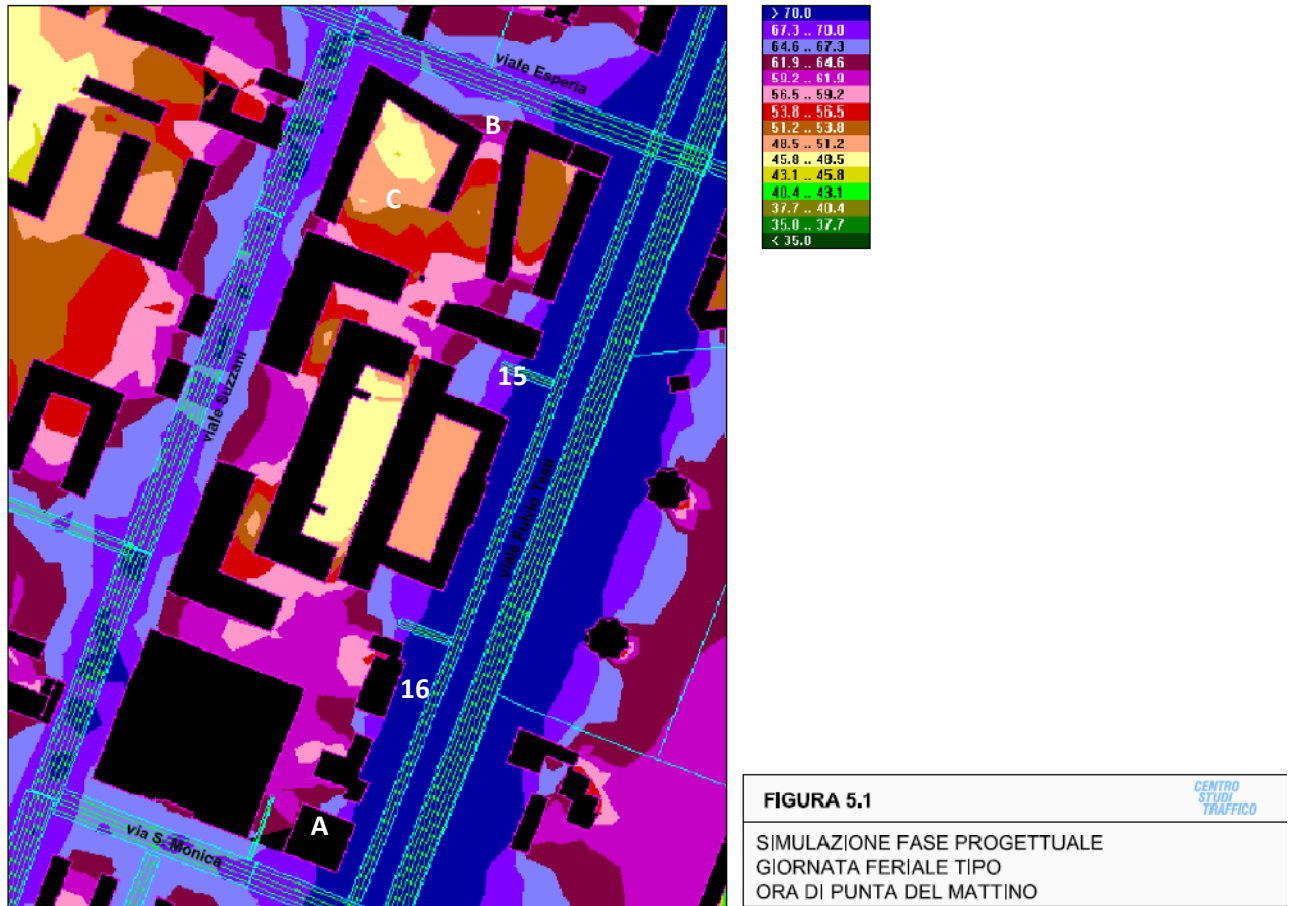 > 70.0
67.3 .. 70.0
64.6 .. 67.3
61.9 .. 64.6
59.2 .. 61.9
56.5 .. 59.2
53.8 .. 56.5
51.2 .. 53.8
48.5 .. 51.2
45.8 .. 48.5
43.1 .. 45.8
40.4 .. 43.1
37.7 .. 40.4
35.0 .. 37.7
< 35.0
viale Esperia
B
C
viale Suzzani
15
viale Fulvio Testi
16
A
via S. Monica
FIGURA 5.1
CENTRO
STUDI
TRAFFICO
SIMULAZIONE FASE PROGETTUALE
GIORNATA FERIALE TIPO
ORA DI PUNTA DEL MATTINO